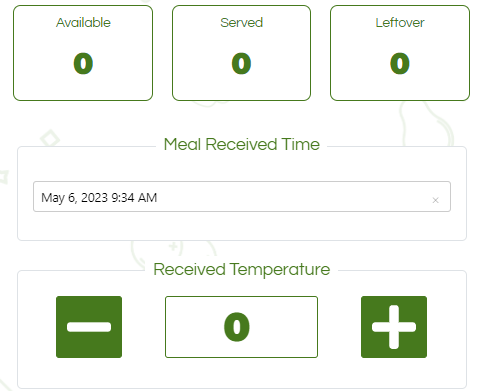 Available Served Leftover
0 0 0
Meal Received Time
May 6, 2023 9:34 AM ×
Received Temperature
0